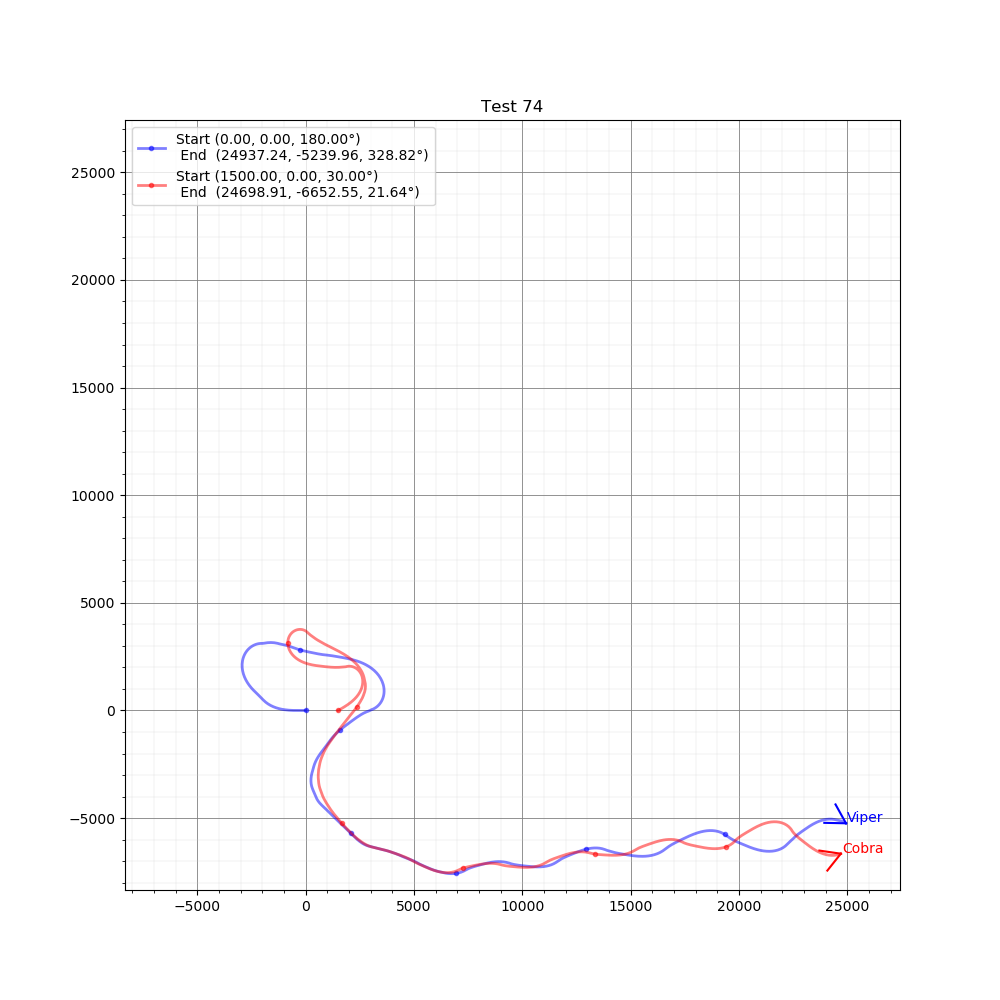 Test 74
Start (0.00, 0.00, 180.00°)
End  (24937.24, -5239.96, 328.82°)
Start (1500.00, 0.00, 30.00°)
End  (24698.91, -6652.55, 21.64°)
25000
20000
15000
10000
5000
0
−5000
Viper
Cobra
−5000
0
5000
10000
15000
20000
25000